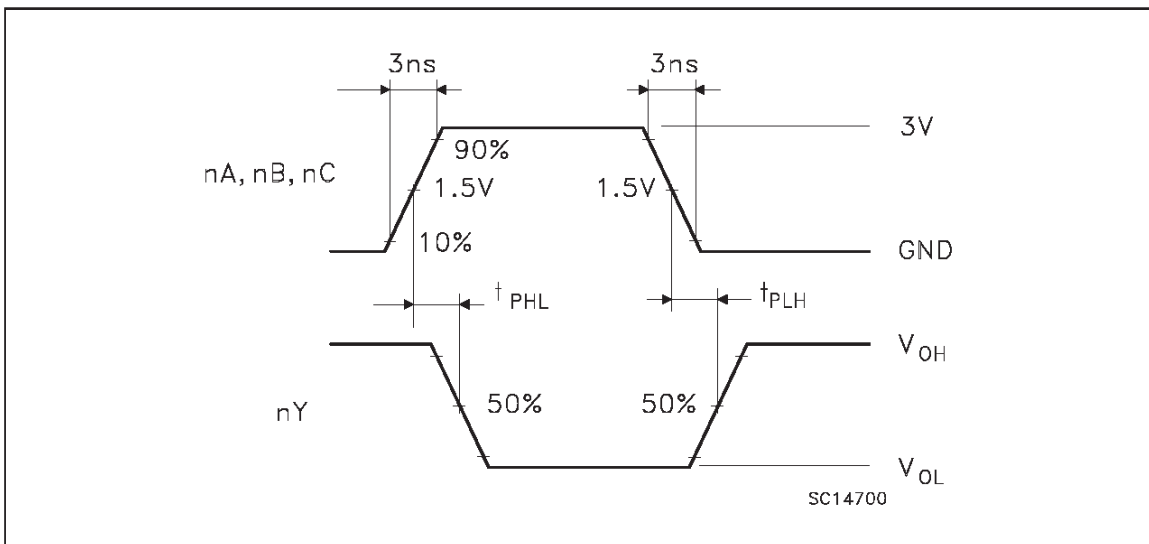 3ns 3ns
3V
90%
nA, nB, nC 1.5V 1.5V
10%
GND
tPHL tPLH
VOH
50% 50%
nY
VOL
SC14700